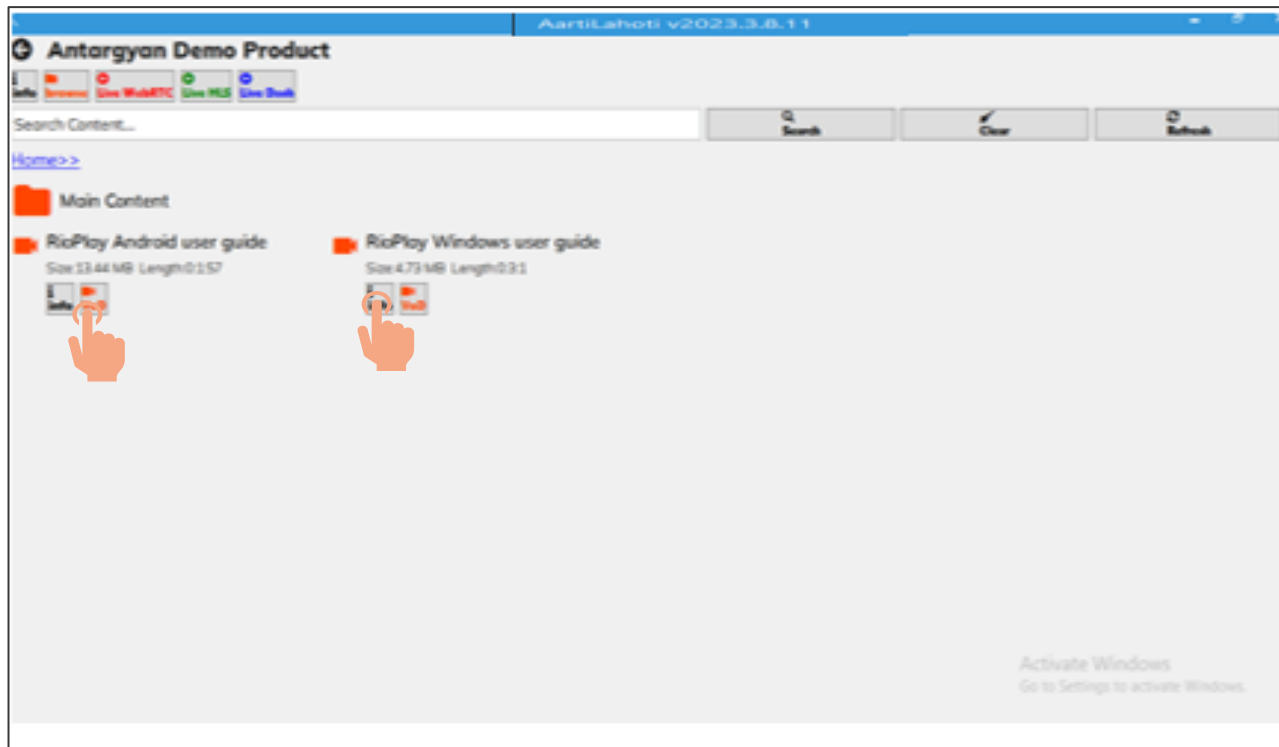 AartiLahoti v2023.3.8.11
Antargyan Demo Product
info browse Live WebRTC Live HLS Live Dash
Search Content... Search Clear Refresh
Home>>
Main Content
RioPlay Android user guide RioPlay Windows user guide
Size:13.44 MB Length:0:1:57 Size:4.73 MB Length:0:3:1
info VoD VoD
Activate Windows
Go to Settings to activate Windows.